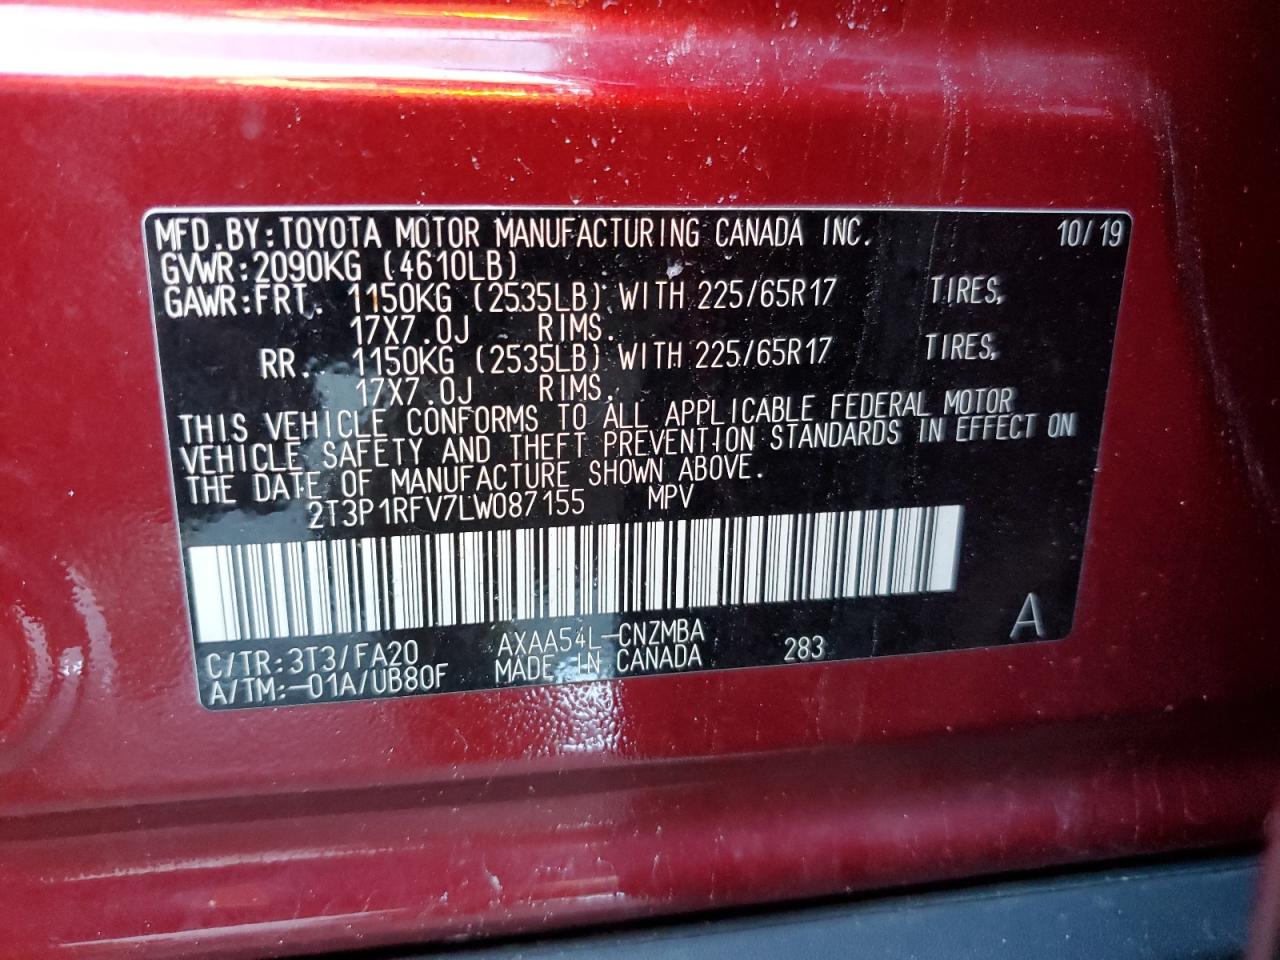 MFD.BY:TOYOTA MOTOR MANUFACTURING CANADA INC. 10/19
GVWR:2090KG (4610LB)
GAWR:FRT. 1150KG (2535LB) WITH 225/65R17 TIRES,
17X7.0J RIMS.
RR. 1150KG (2535LB) WITH 225/65R17 TIRES,
17X7.0J RIMS.
THIS VEHICLE CONFORMS TO ALL APPLICABLE FEDERAL MOTOR
VEHICLE SAFETY AND THEFT PREVENTION STANDARDS IN EFFECT ON
THE DATE OF MANUFACTURE SHOWN ABOVE.
2T3P1RFV7LW087155 MPV
C/TR:3T3/FA20 AXAA54L-CNZMBA 283 A
A/TM:-01A/UB80F MADE IN CANADA